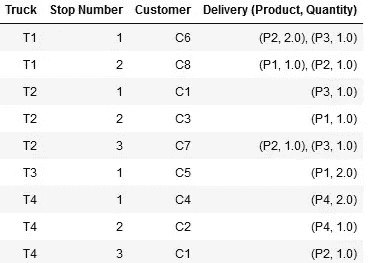 Truck Stop Number Customer Delivery (Product, Quantity)
T1 1 C6 (P2, 2.0), (P3, 1.0)
T1 2 C8 (P1, 1.0), (P2, 1.0)
T2 1 C1 (P3, 1.0)
T2 2 C3 (P1, 1.0)
T2 3 C7 (P2, 1.0), (P3, 1.0)
T3 1 C5 (P1, 2.0)
T4 1 C4 (P4, 2.0)
T4 2 C2 (P4, 1.0)
T4 3 C1 (P2, 1.0)